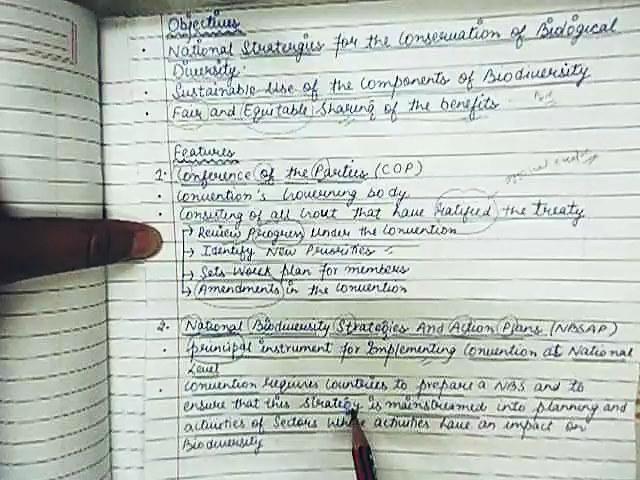 Objectives
• National Strategies for the Conservation of Biological
Diversity.
• Sustainable Use of the Components of Biodiversity
• Fair and Equitable Sharing of the benefits
Features
1. Conference of the Parties (COP)
• Convention's Governing body.
• Consisting of all Govt that have ratified the treaty
→ Review Progress Under the Convention
→ Identify New Priorities
→ Sets Work plan for members
→ Amendments in the Convention
2. National Biodiversity Strategies And Action Plans (NBSAP)
• principal instrument for Implementing Convention at National
Level
• Convention requires Countries to prepare a NBS and to
ensure that this Strategy is mainstreamed into planning and
activities of Sectors whose activities have an impact on
Biodiversity